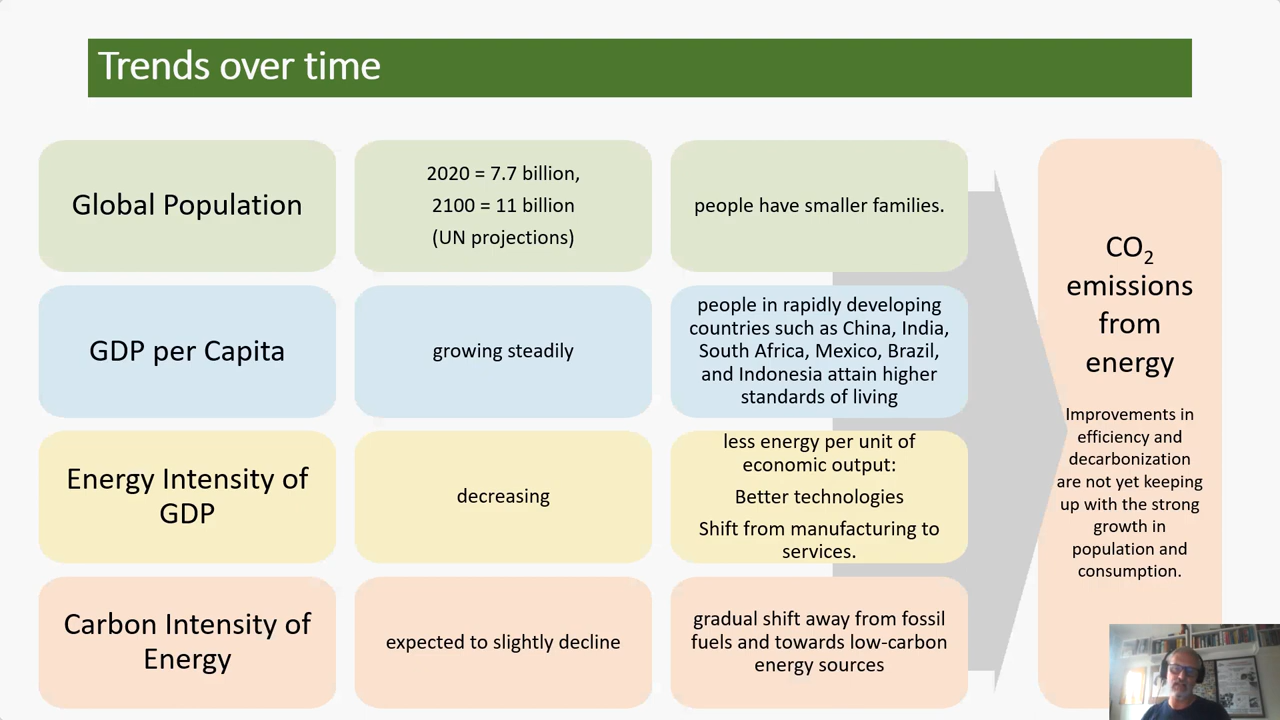 Trends over time
Global Population
2020 = 7.7 billion,
2100 = 11 billion
(UN projections)
people have smaller families.
GDP per Capita
growing steadily
people in rapidly developing
countries such as China, India,
South Africa, Mexico, Brazil,
and Indonesia attain higher
standards of living
Energy Intensity of
GDP
decreasing
less energy per unit of
economic output:
Better technologies
Shift from manufacturing to
services.
Carbon Intensity of
Energy
expected to slightly decline
gradual shift away from fossil
fuels and towards low-carbon
energy sources
CO₂
emissions
from
energy
Improvements in
efficiency and
decarbonization
are not yet keeping
up with the strong
growth in
population and
consumption.